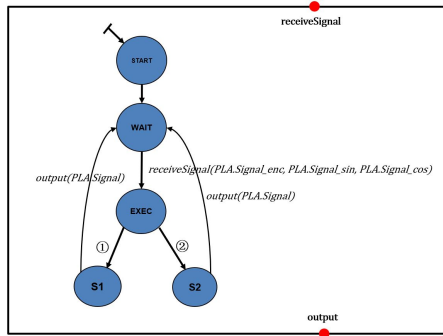 receiveSignal
START
WAIT
receiveSignal(PLA.Signal_enc, PLA.Signal_sin, PLA.Signal_cos)
output(PLA.Signal)
output(PLA.Signal)
EXEC
① ②
S1 S2
output